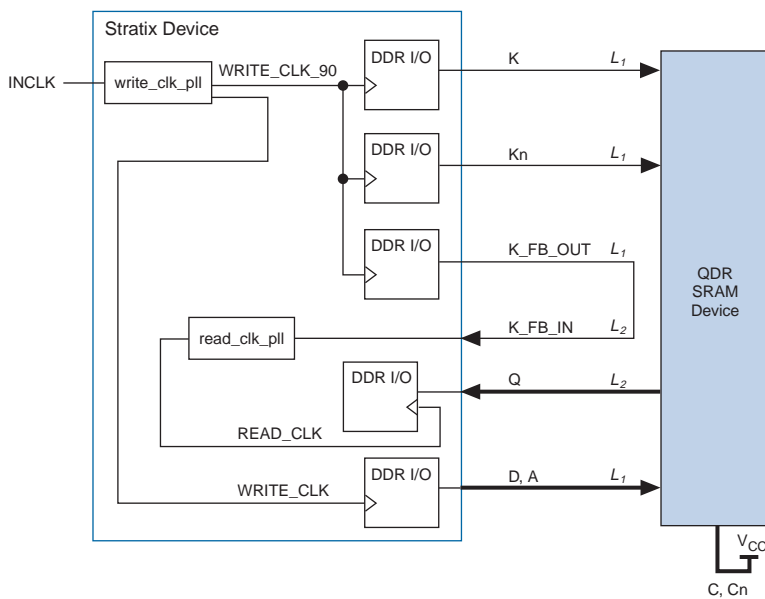 Stratix Device
INCLK
write_clk_pll
WRITE_CLK_90
DDR I/O
K
L1
DDR I/O
Kn
L1
DDR I/O
K_FB_OUT
L1
QDR
SRAM
Device
read_clk_pll
K_FB_IN
L2
DDR I/O
Q
L2
READ_CLK
DDR I/O
WRITE_CLK
D, A
L1
VCC
C, Cn